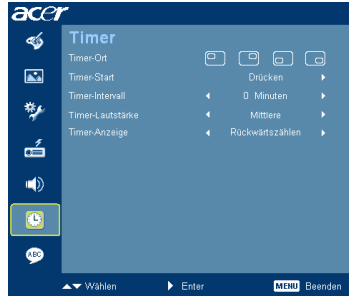 acer
Timer
Timer-Ort
Timer-Start Drücken
Timer-Intervall 0 Minuten
Timer-Lautstärke Mittlere
Timer-Anzeige Rückwärtszählen
ABC
Wählen Enter MENU Beenden